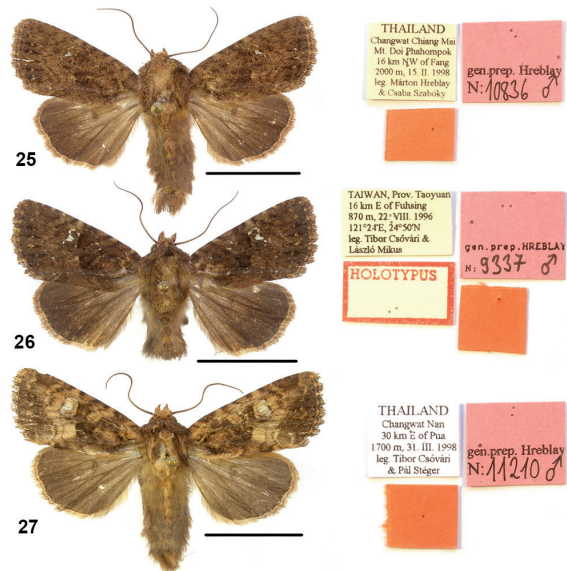 25
THAILAND
Changwat Chiang Mai
Mt. Doi Phahompok
16 km NW of Fang
2000 m, 15. II. 1998
leg. Márton Hreblay
& Csaba Szabóky
gen.prep. Hreblay
N: 10836 ♂
26
TAIWAN, Prov. Taoyuan
16 km E of Fuhsing
870 m, 22. VIII. 1996
121°24'E, 24°50'N
leg. Tibor Csővári &
László Mikus
gen.prep. HREBLAY
N: 9337 ♂
HOLOTYPUS
27
THAILAND
Changwat Nan
30 km E of Pua
1700 m, 31. III. 1998
leg. Tibor Csővári
& Pál Stéger
gen.prep. Hreblay
N: 11210 ♂